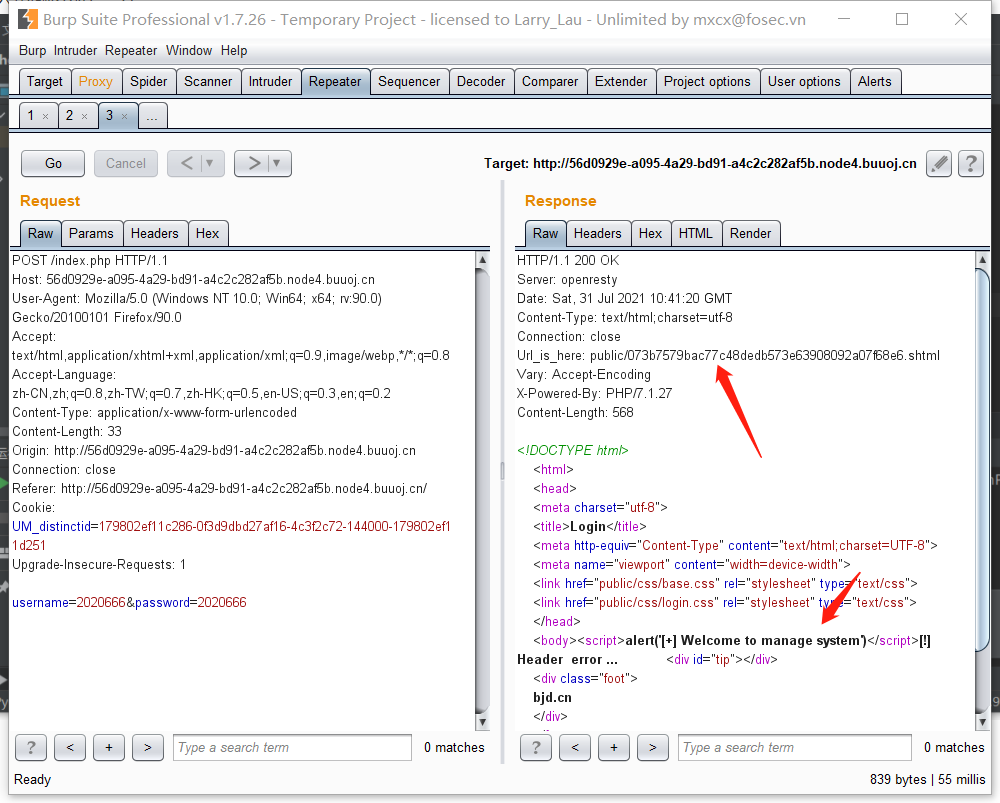 Burp Suite Professional v1.7.26 - Temporary Project - licensed to Larry_Lau - Unlimited by mxcx@fosec.vn
Burp Intruder Repeater Window Help
Target Proxy Spider Scanner Intruder Repeater Sequencer Decoder Comparer Extender Project options User options Alerts
1 × 2 × 3 × ...
Go Cancel < ▼ > ▼ Target: http://56d0929e-a095-4a29-bd91-a4c2c282af5b.node4.buuoj.cn ?
Request
Raw Params Headers Hex
POST /index.php HTTP/1.1
Host: 56d0929e-a095-4a29-bd91-a4c2c282af5b.node4.buuoj.cn
User-Agent: Mozilla/5.0 (Windows NT 10.0; Win64; x64; rv:90.0)
Gecko/20100101 Firefox/90.0
Accept:
text/html,application/xhtml+xml,application/xml;q=0.9,image/webp,*/*;q=0.8
Accept-Language:
zh-CN,zh;q=0.8,zh-TW;q=0.7,zh-HK;q=0.5,en-US;q=0.3,en;q=0.2
Content-Type: application/x-www-form-urlencoded
Content-Length: 33
Origin: http://56d0929e-a095-4a29-bd91-a4c2c282af5b.node4.buuoj.cn
Connection: close
Referer: http://56d0929e-a095-4a29-bd91-a4c2c282af5b.node4.buuoj.cn/
Cookie:
UM_distinctid=179802ef11c286-0f3d9dbd27af16-4c3f2c72-144000-179802ef1
1d251
Upgrade-Insecure-Requests: 1
username=2020666&password=2020666
? < + > Type a search term 0 matches
Response
Raw Headers Hex HTML Render
HTTP/1.1 200 OK
Server: openresty
Date: Sat, 31 Jul 2021 10:41:20 GMT
Content-Type: text/html;charset=utf-8
Connection: close
Url_is_here: public/073b7579bac77c48dedb573e63908092a07f68e6.shtml
Vary: Accept-Encoding
X-Powered-By: PHP/7.1.27
Content-Length: 568
<!DOCTYPE html>
<html>
<head>
<meta charset="utf-8">
<title>Login</title>
<meta http-equiv="Content-Type" content="text/html;charset=UTF-8">
<meta name="viewport" content="width=device-width">
<link href="public/css/base.css" rel="stylesheet" type="text/css">
<link href="public/css/login.css" rel="stylesheet" type="text/css">
</head>
<body><script>alert('[+] Welcome to manage system')</script>[!]
Header error ... <div id="tip"></div>
<div class="foot">
bjd.cn
</div>
? < + > Type a search term 0 matches
Ready 839 bytes | 55 millis